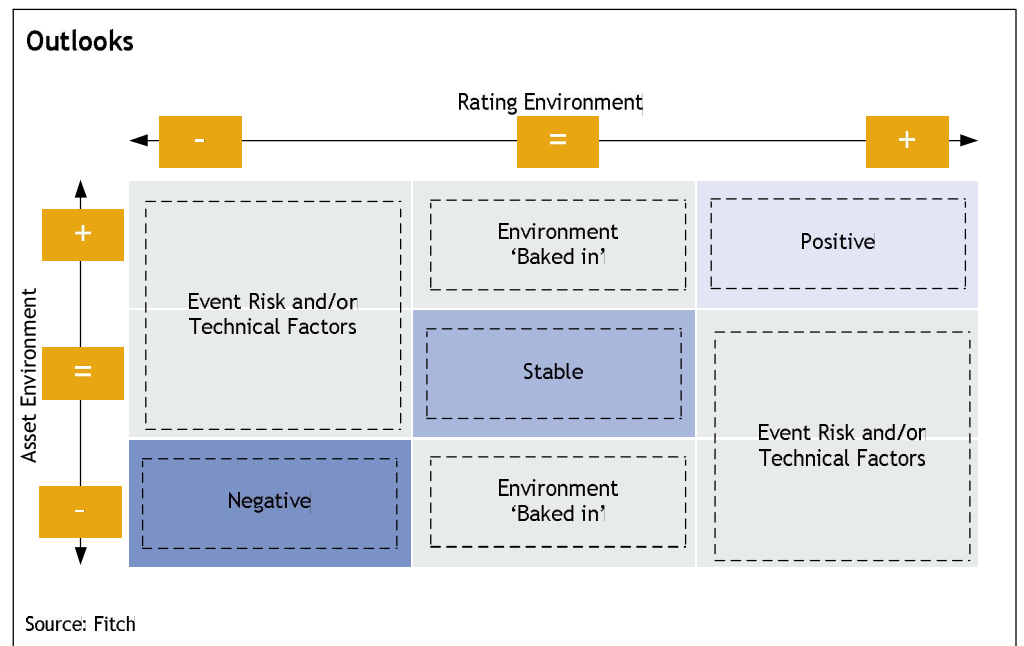 Outlooks
Rating Environment
-
=
+
+
=
-
Asset Environment
Event Risk and/or
Technical Factors
Environment
‘Baked in’
Positive
Stable
Event Risk and/or
Technical Factors
Negative
Environment
‘Baked in’
Source: Fitch